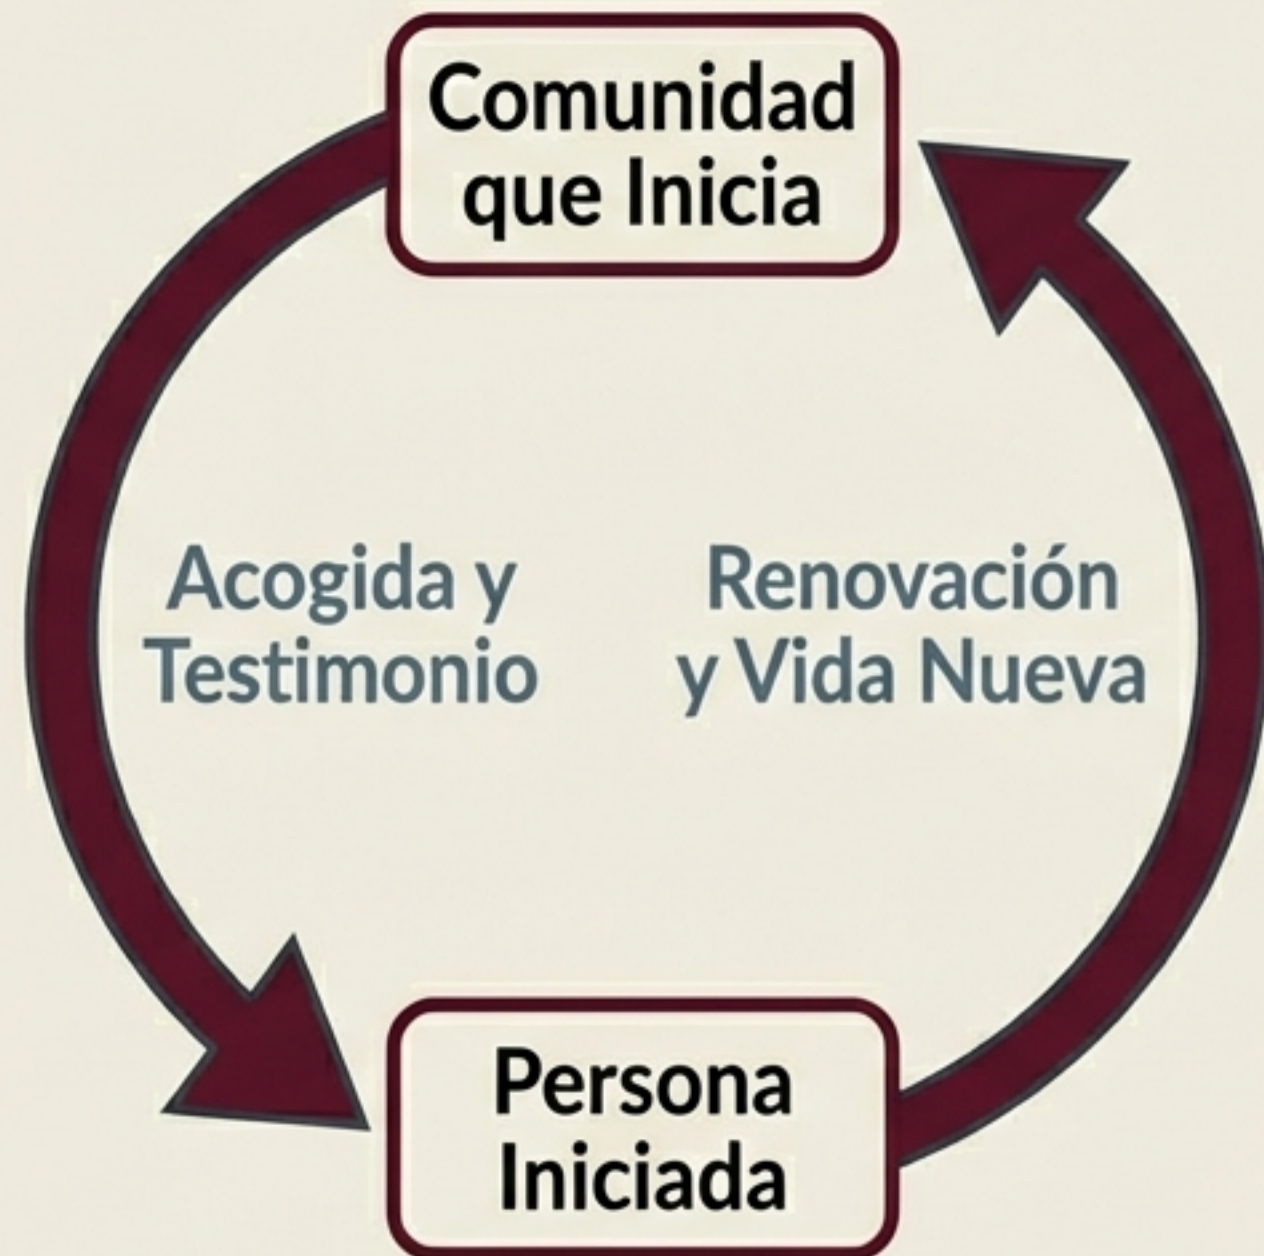 Comunidad
que Inicia
Acogida y
Testimonio
Renovación
y Vida Nueva
Persona
Iniciada